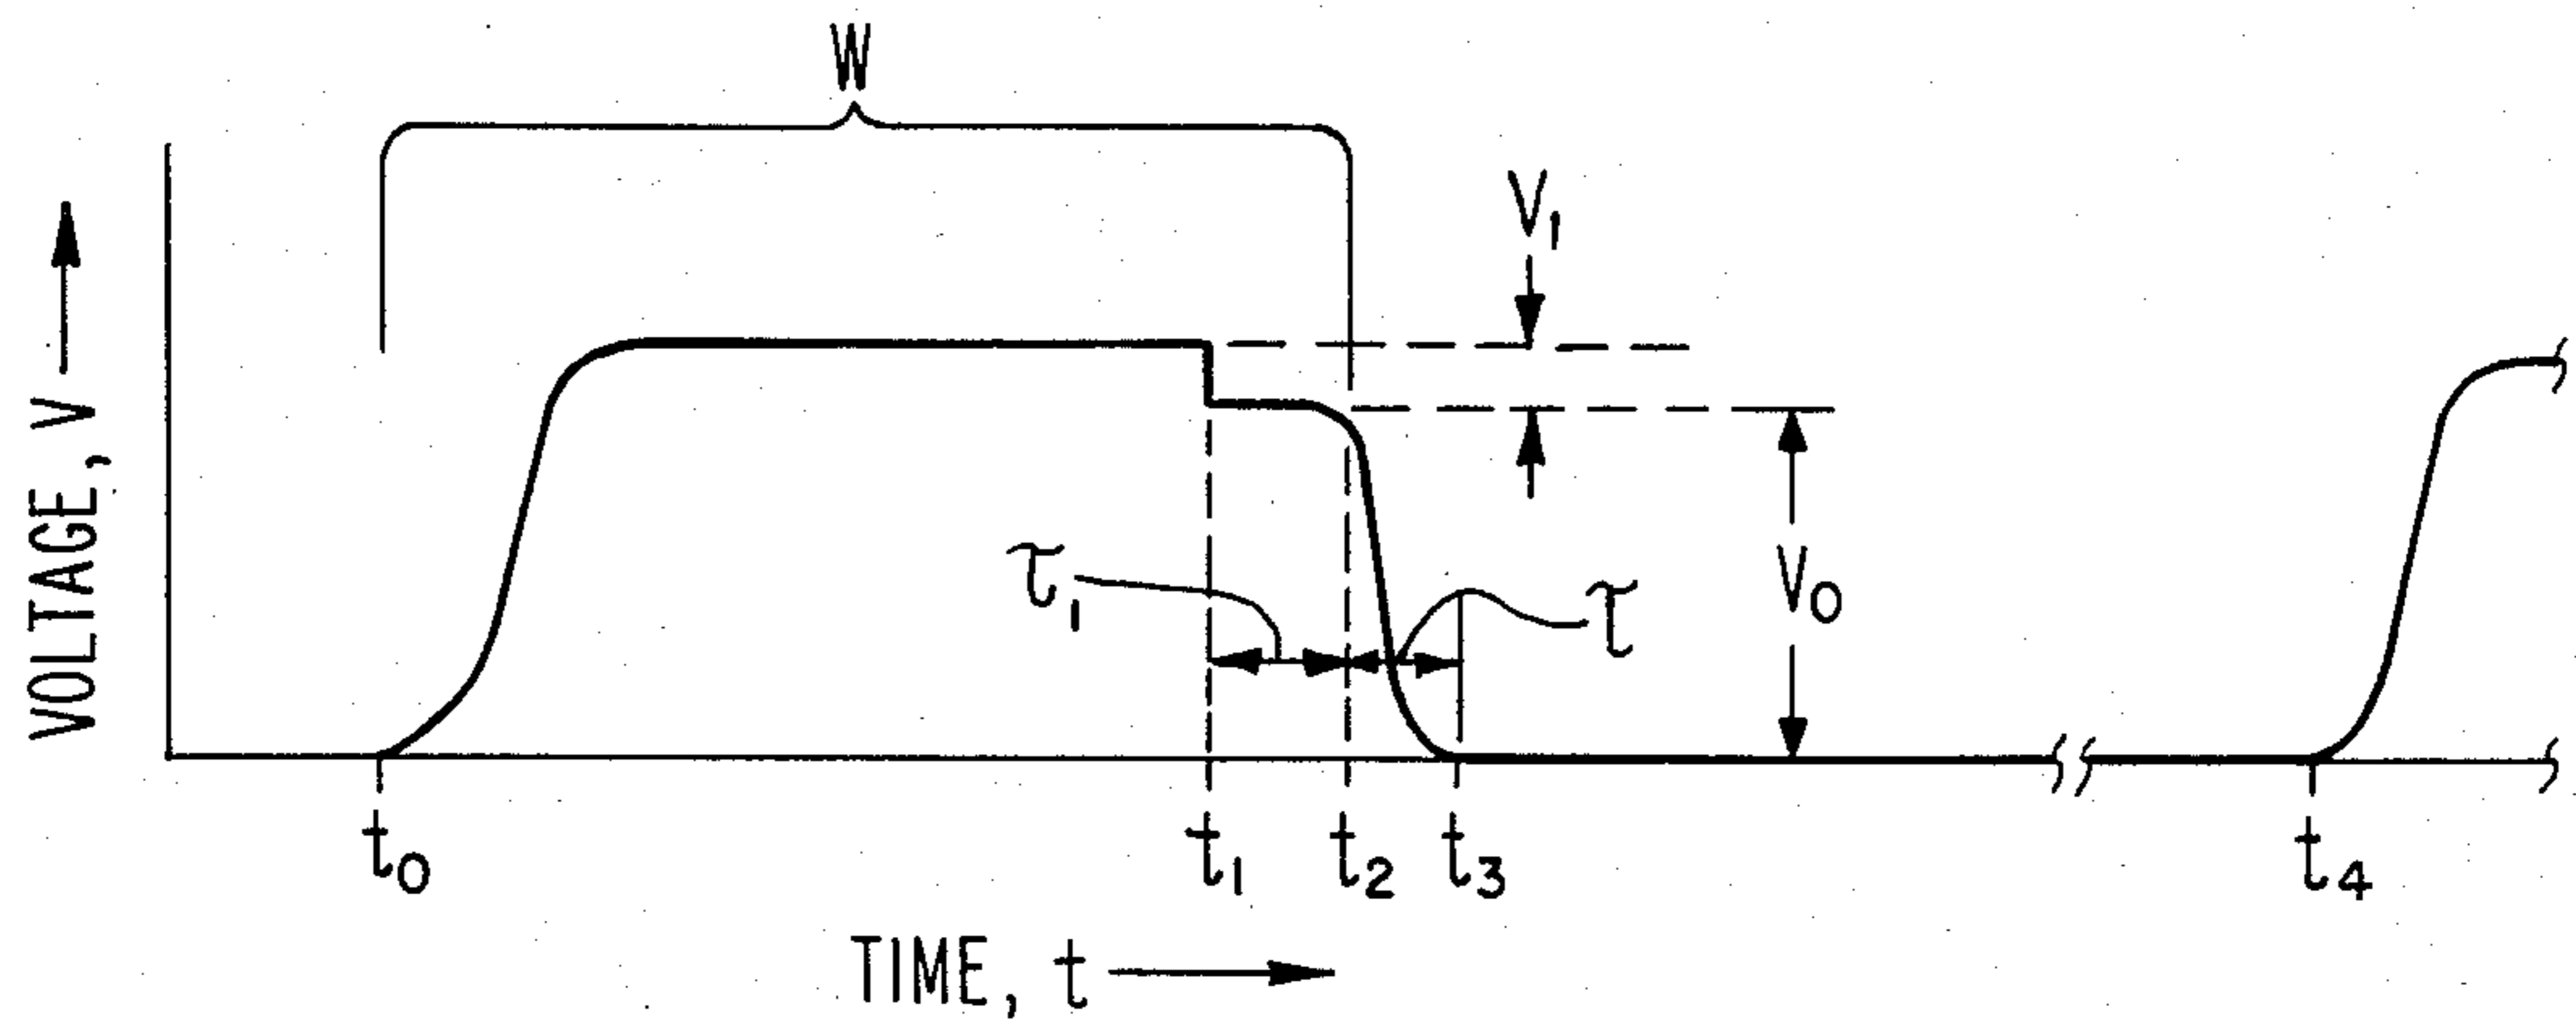 W
V₁
VOLTAGE, V
τ₁
τ
V₀
t₀
t₁
t₂
t₃
t₄
TIME, t